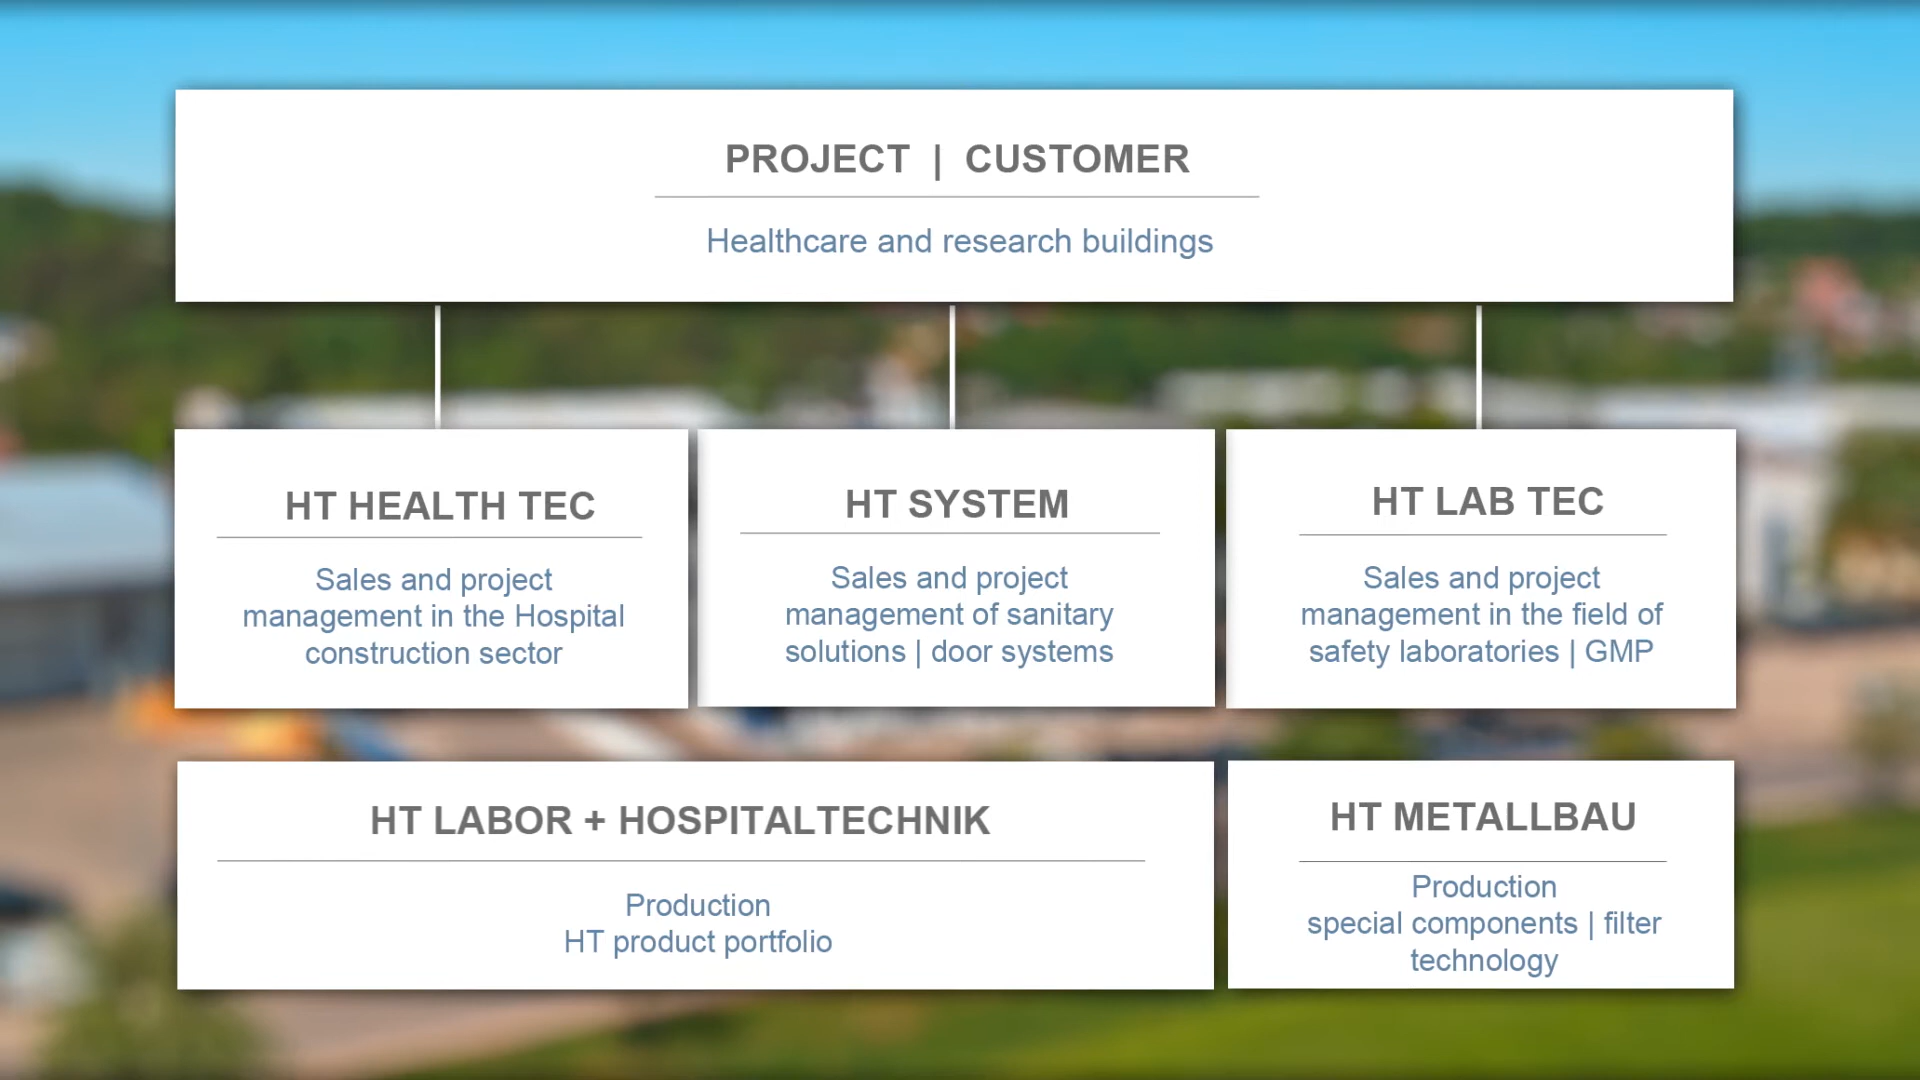 PROJECT | CUSTOMER
Healthcare and research buildings
HT HEALTH TEC
Sales and project
management in the Hospital
construction sector
HT SYSTEM
Sales and project
management of sanitary
solutions | door systems
HT LAB TEC
Sales and project
management in the field of
safety laboratories | GMP
HT LABOR + HOSPITALTECHNIK
Production
HT product portfolio
HT METALLBAU
Production
special components | filter
technology